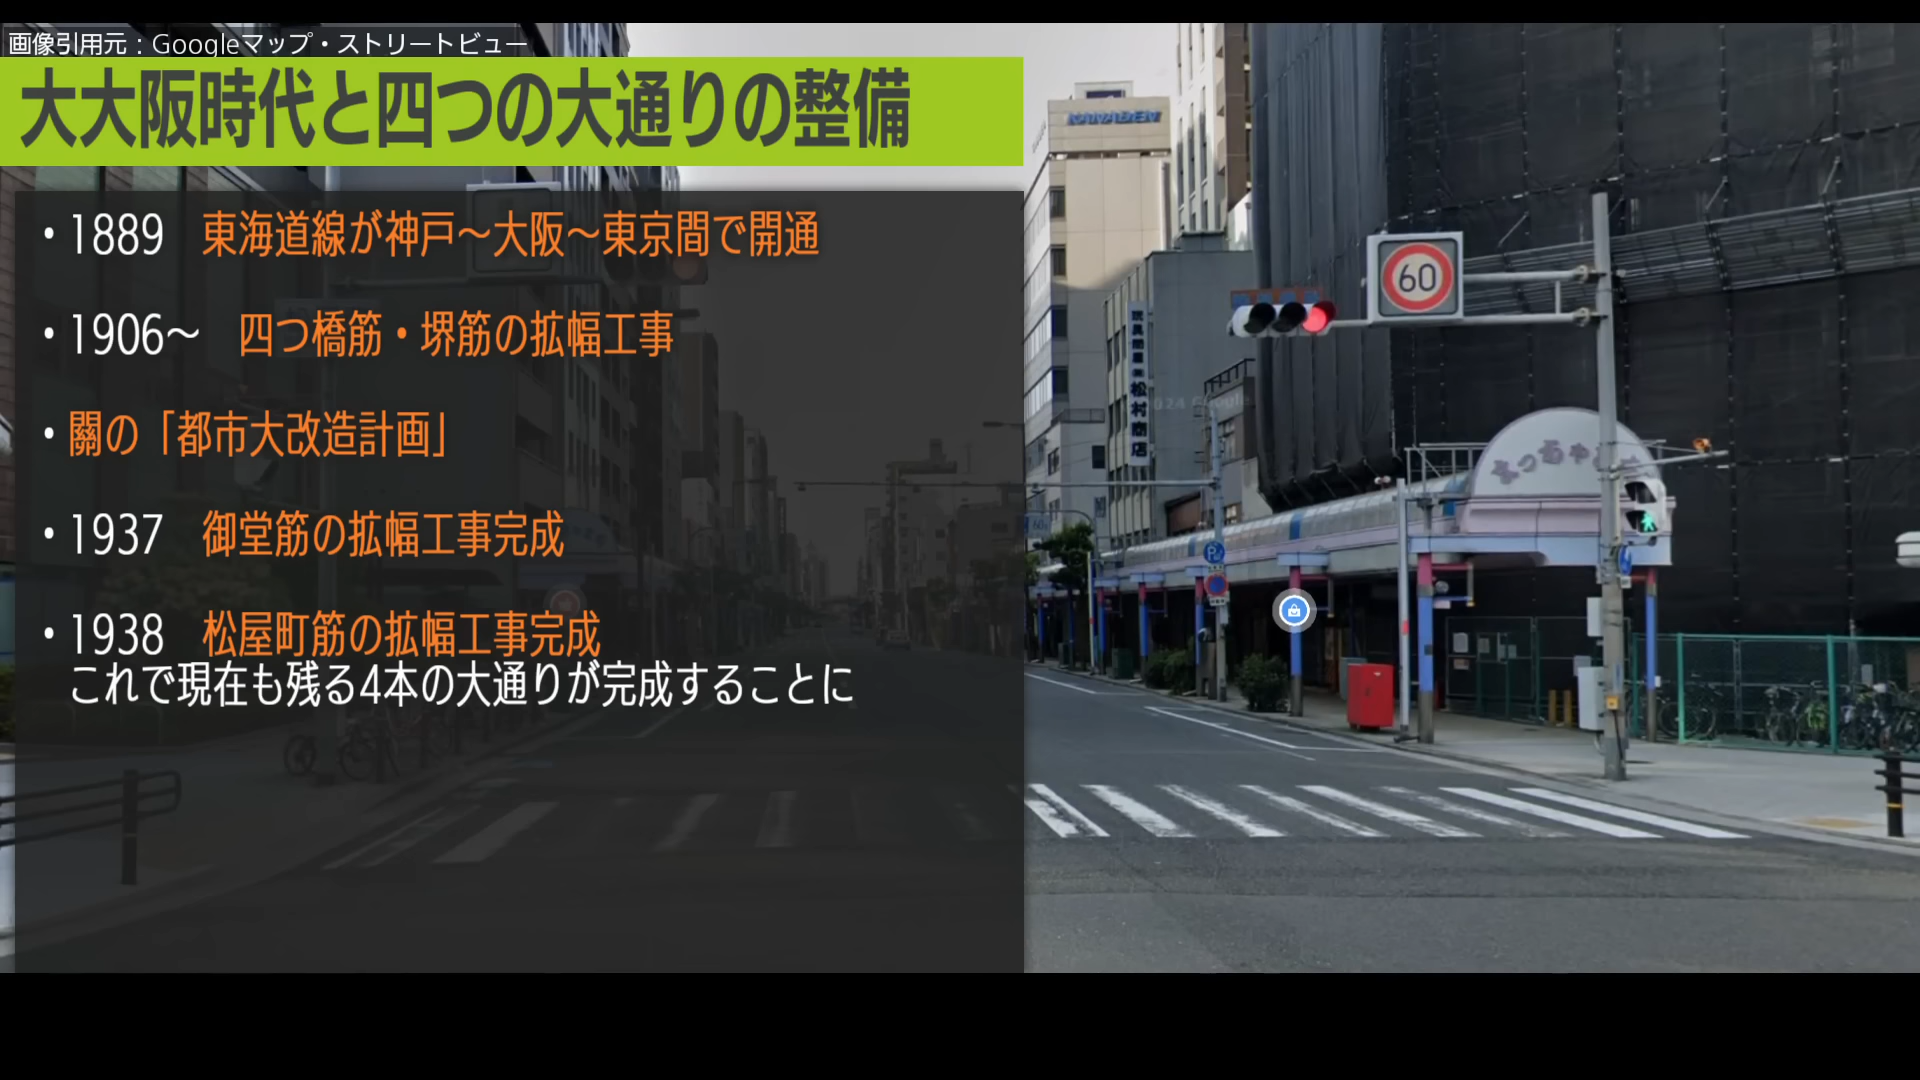 画像引用元：Googleマップ・ストリートビュー
大大阪時代と四つの大通りの整備
・1889　東海道線が神戸～大阪～東京間で開通
・1906～　四つ橋筋・堺筋の拡幅工事
・關の「都市大改造計画」
・1937　御堂筋の拡幅工事完成
・1938　松屋町筋の拡幅工事完成
これで現在も残る4本の大通りが完成することに
KANADEN
60
松村商店
P